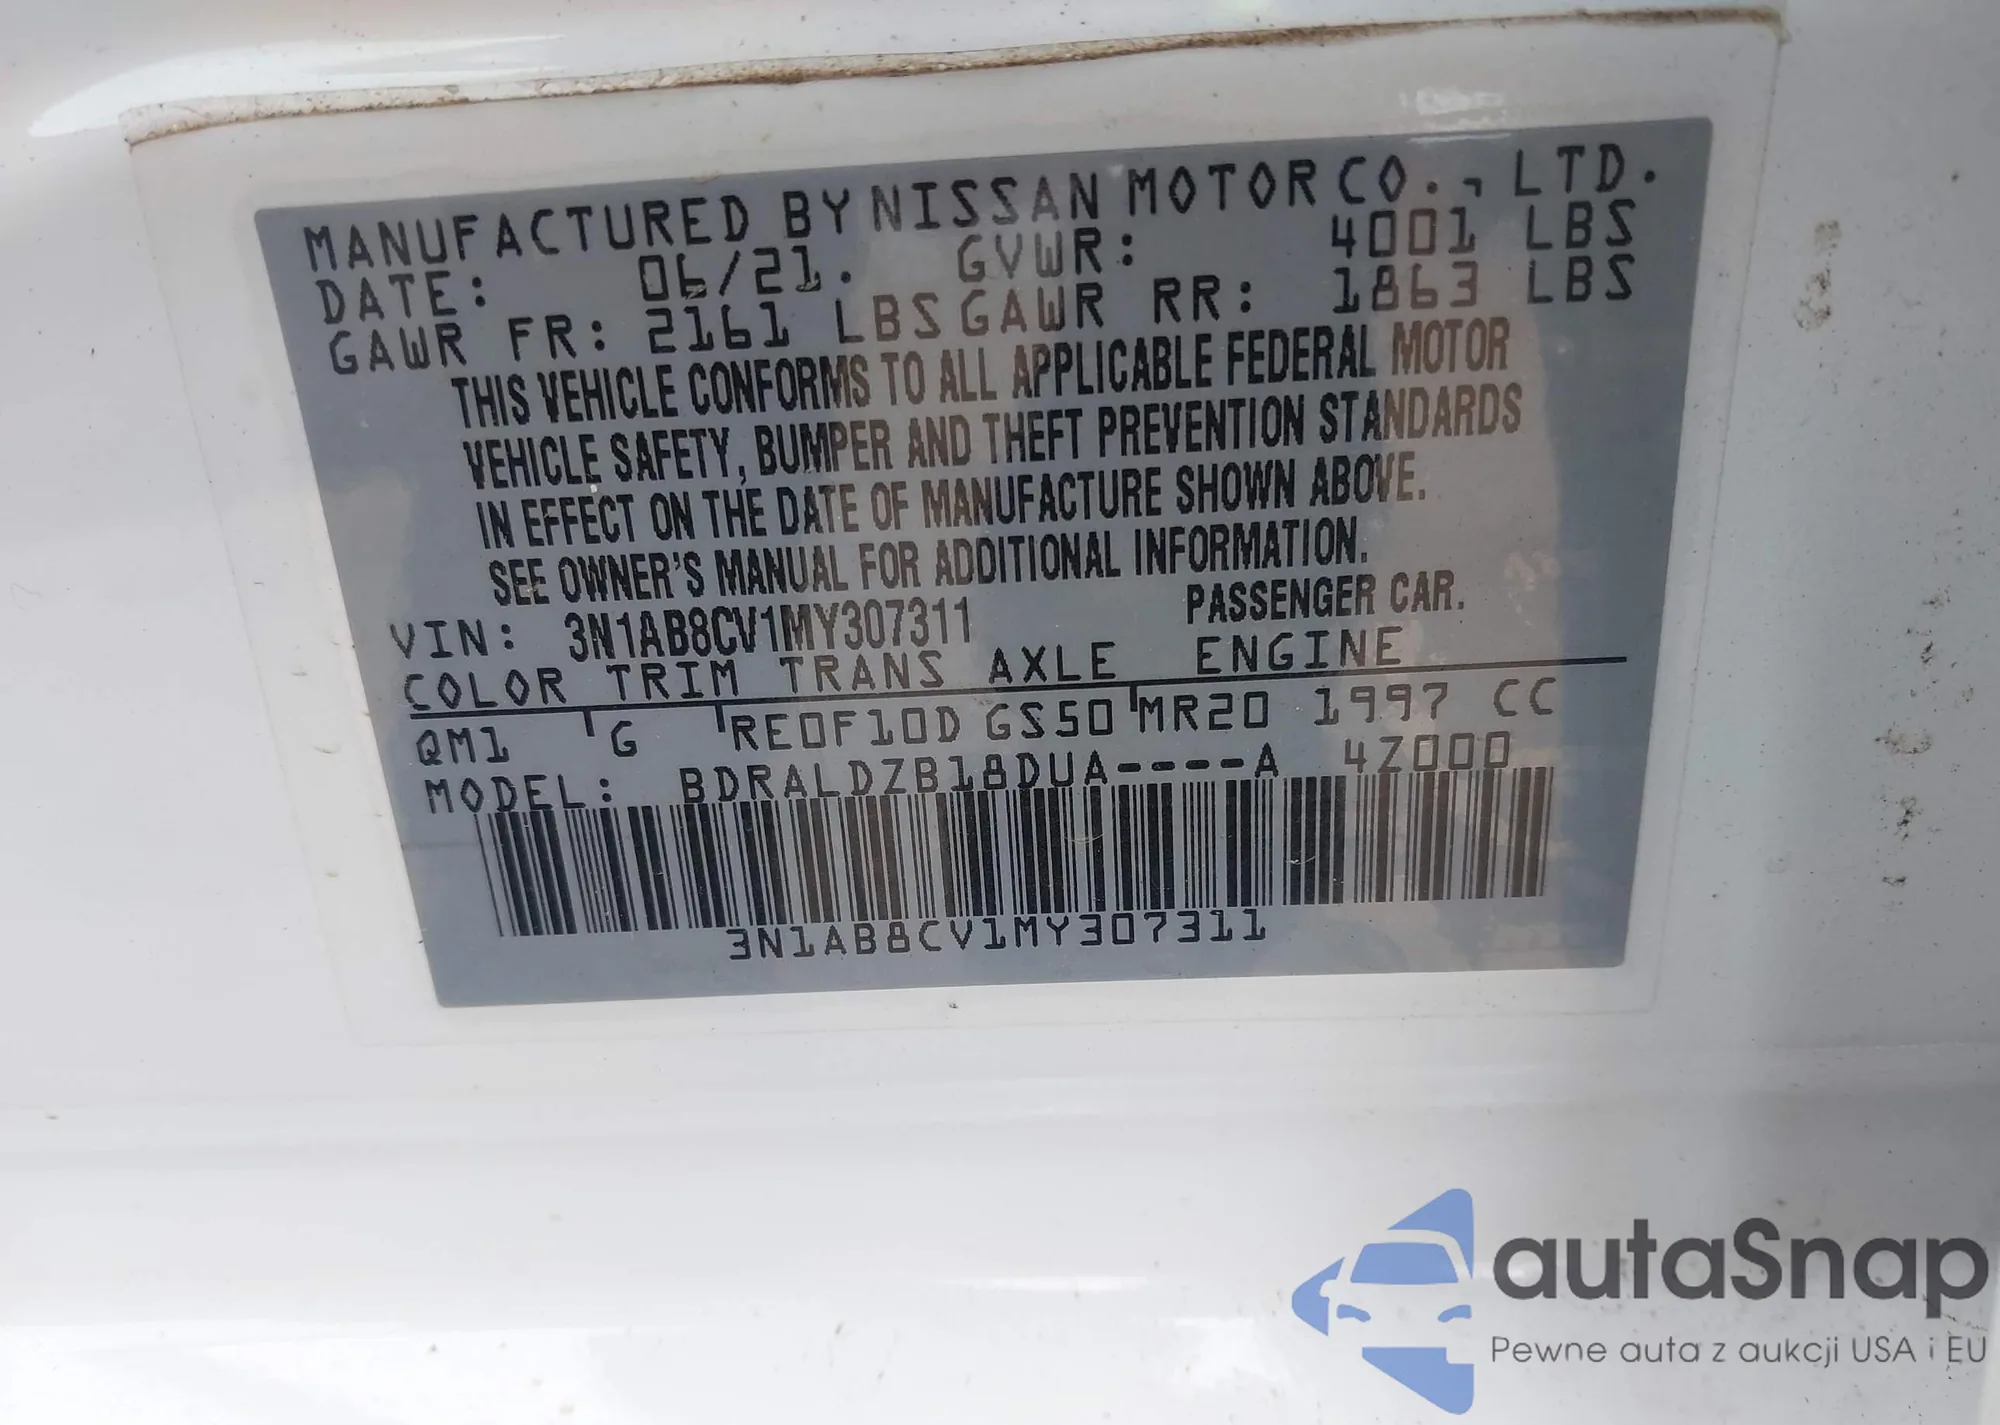 MANUFACTURED BY NISSAN MOTOR CO., LTD.
DATE: 06/21. GVWR: 4001 LBS
GAWR FR: 2161 LBS GAWR RR: 1863 LBS
THIS VEHICLE CONFORMS TO ALL APPLICABLE FEDERAL MOTOR
VEHICLE SAFETY, BUMPER AND THEFT PREVENTION STANDARDS
IN EFFECT ON THE DATE OF MANUFACTURE SHOWN ABOVE.
SEE OWNER'S MANUAL FOR ADDITIONAL INFORMATION.
VIN: 3N1AB8CV1MY307311 PASSENGER CAR.
COLOR TRIM TRANS AXLE ENGINE
QM1 G RE0F10D GS50 MR20 1997 CC
MODEL: BDRALDZB18DUA----A 4Z000
3N1AB8CV1MY307311
autaSnap
Pewne auta z aukcji USA i EU